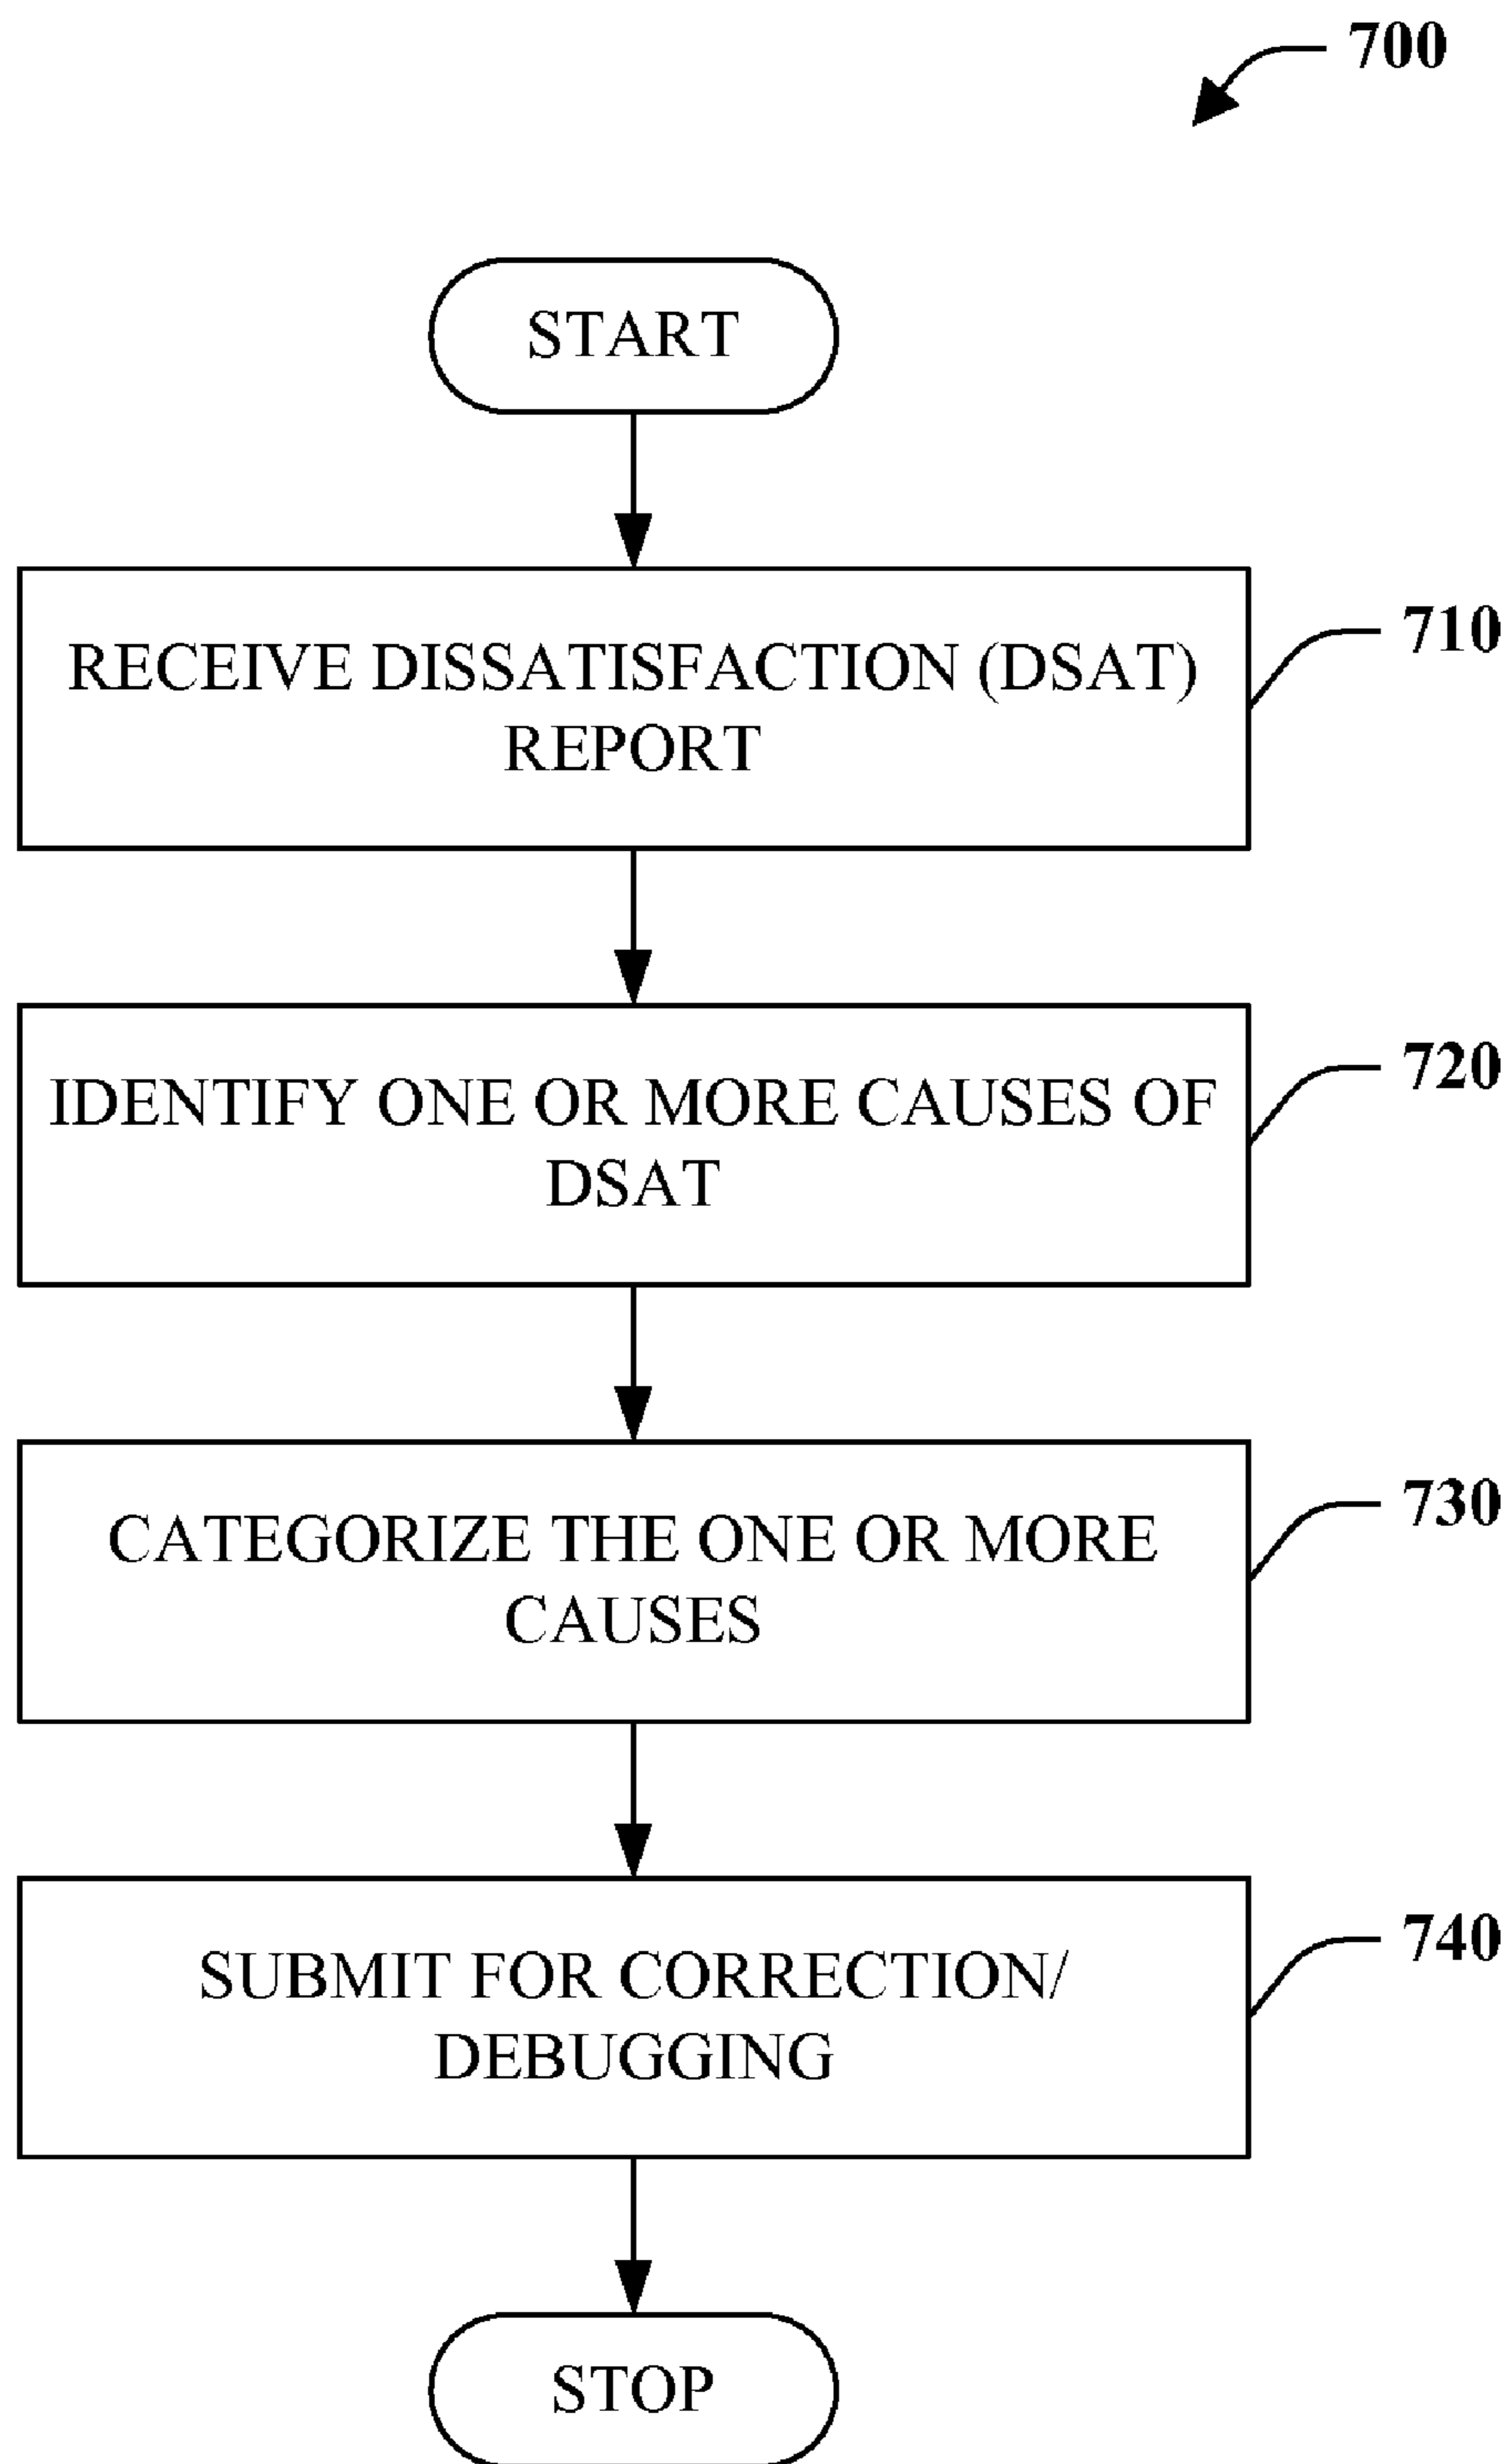 700
START
RECEIVE DISSATISFACTION (DSAT)
REPORT
710
IDENTIFY ONE OR MORE CAUSES OF
DSAT
720
CATEGORIZE THE ONE OR MORE
CAUSES
730
SUBMIT FOR CORRECTION/
DEBUGGING
740
STOP